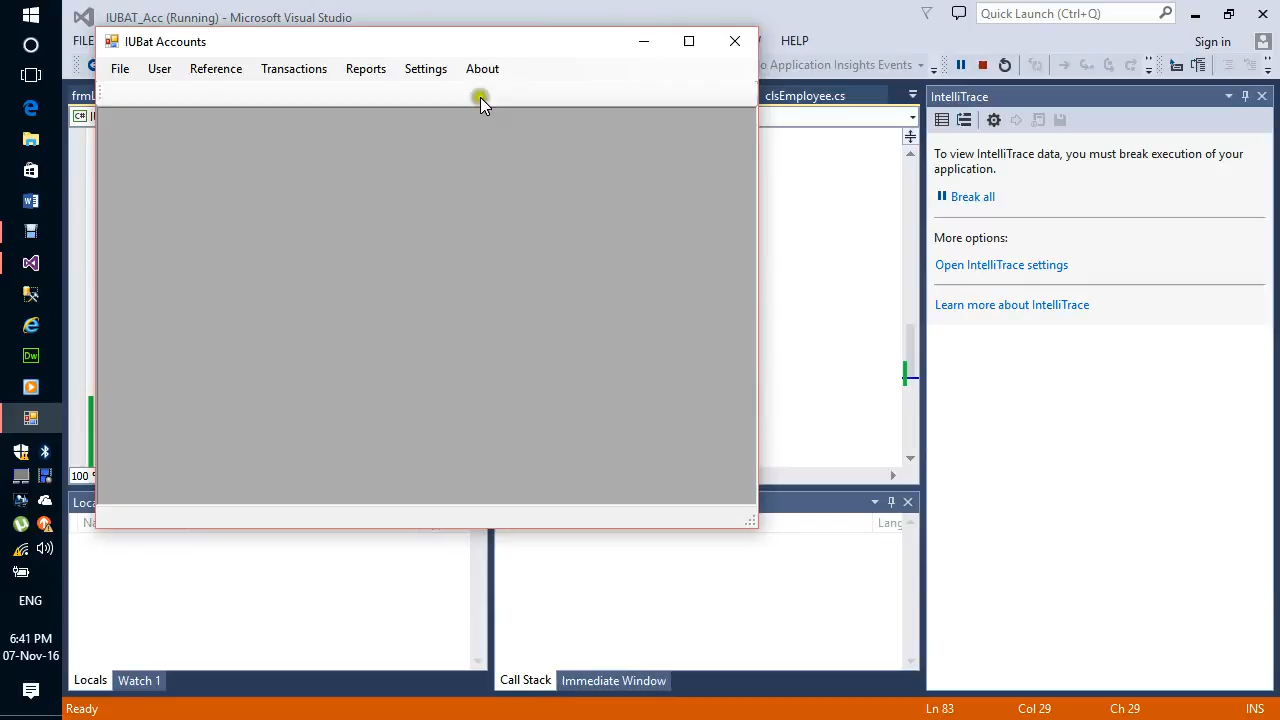 IUBAT_Acc (Running) - Microsoft Visual Studio
Quick Launch (Ctrl+Q)
IUBat Accounts
FILE
HELP
Sign in
File User Reference Transactions Reports Settings About
Application Insights Events
clsEmployee.cs
IntelliTrace
C#
To view IntelliTrace data, you must break execution of your
application.
Break all
More options:
Open IntelliTrace settings
Learn more about IntelliTrace
W
Dw
100 %
Lang
Locals Watch 1
Call Stack Immediate Window
ENG
6:41 PM
07-Nov-16
Ready
Ln 83
Col 29
Ch 29
INS